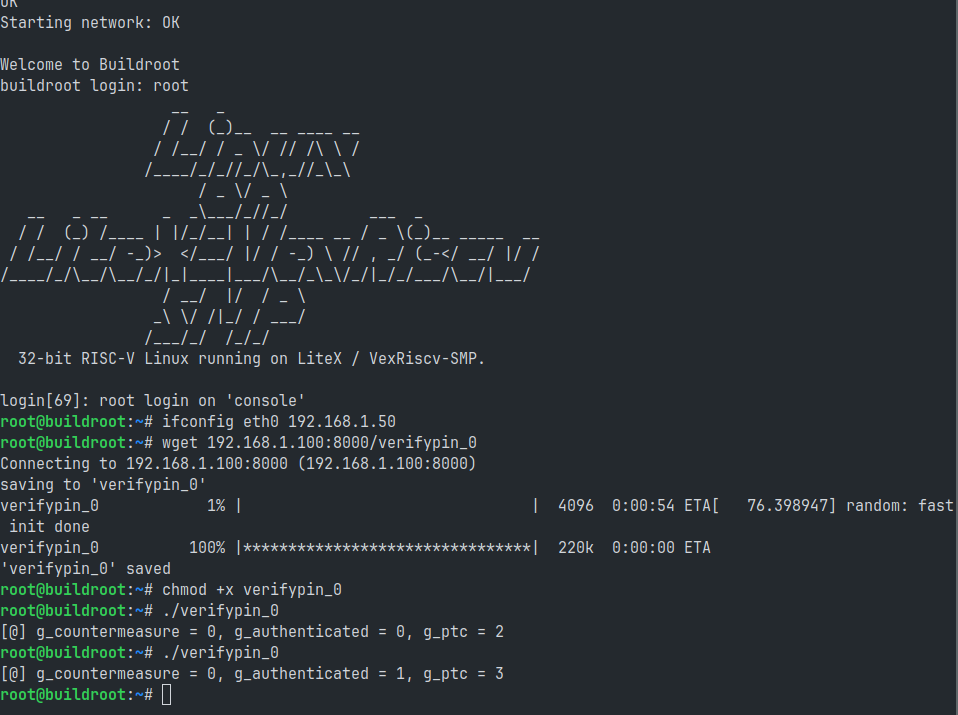 OK
Starting network: OK

Welcome to Buildroot
buildroot login: root
                   __   _
                  / /  (_)__  __ ____ __
                 / /__/ / _ \/ // /\ \ /
                /____/_/_//_/\_,_//_\_\
                      / _ \/ _ \
   __   _ __      _  _\___/_//_/         ___  _
  / /  (_) /____ | |/_/__| | / /____ __ / _ \(_)__ _____  __
 / /__/ / __/ -_)>  </___/ |/ / -_) \ // , _/ (_-</ __/ |/ /
/____/_/\__/\__/_/|_|____|___/\__/_\_\/_/|_/_/___/\__/|___/
                  / __/  |/  / _ \
                 _\ \/ /|_/ / ___/
                /___/_/  /_/_/
  32-bit RISC-V Linux running on LiteX / VexRiscv-SMP.

login[69]: root login on 'console'
root@buildroot:~# ifconfig eth0 192.168.1.50
root@buildroot:~# wget 192.168.1.100:8000/verifypin_0
Connecting to 192.168.1.100:8000 (192.168.1.100:8000)
saving to 'verifypin_0'
verifypin_0            1% |                                |  4096  0:00:54 ETA[   76.398947] random: fast
 init done
verifypin_0          100% |********************************|  220k  0:00:00 ETA
'verifypin_0' saved
root@buildroot:~# chmod +x verifypin_0
root@buildroot:~# ./verifypin_0
[@] g_countermeasure = 0, g_authenticated = 0, g_ptc = 2
root@buildroot:~# ./verifypin_0
[@] g_countermeasure = 0, g_authenticated = 1, g_ptc = 3
root@buildroot:~#